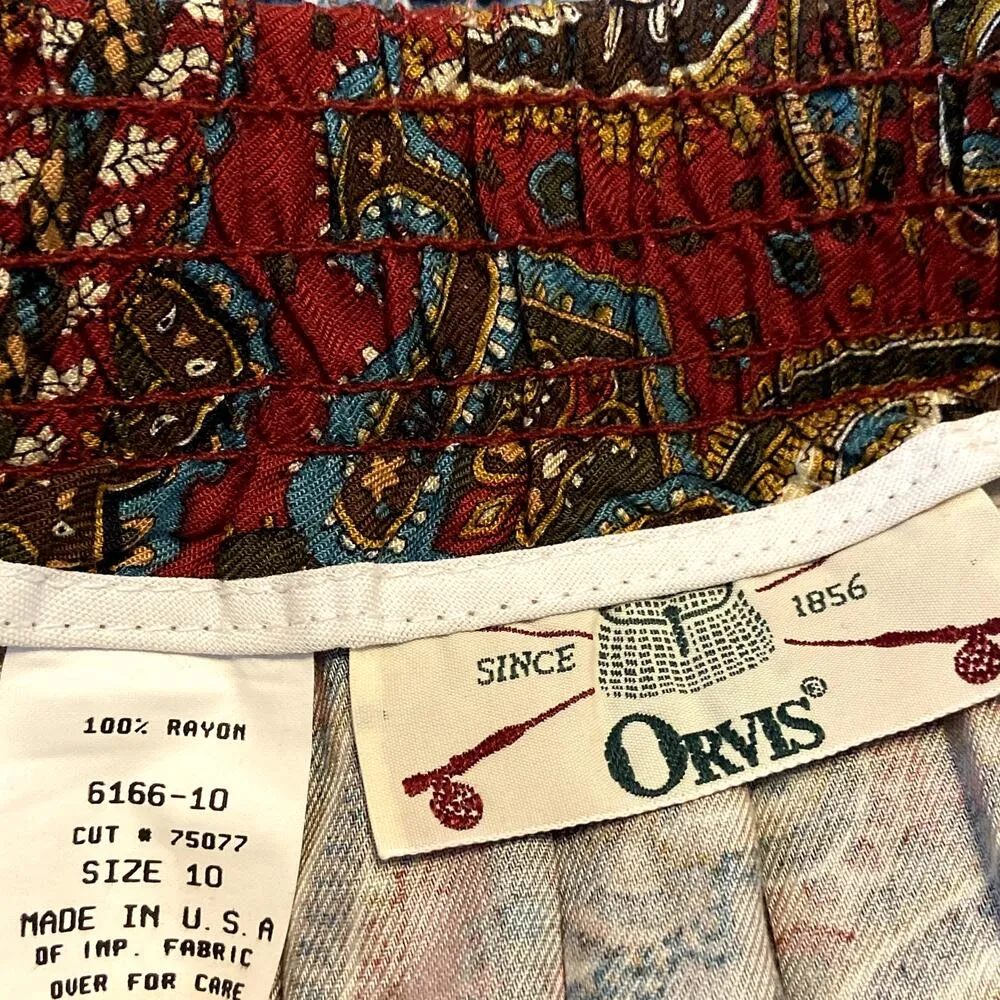 100% RAYON
6166-10
CUT # 75077
SIZE 10
MADE IN U.S.A
OF IMP. FABRIC
OVER FOR CARE
SINCE 1856
ORVIS®